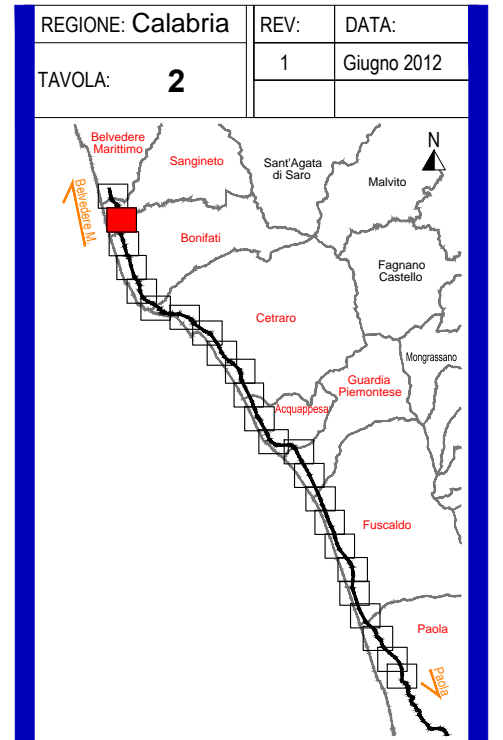 REGIONE: Calabria
REV:
DATA:
TAVOLA: 2
1
Giugno 2012
Belvedere
Marittimo
Sangineto
Sant'Agata
di Saro
Malvito
N
Belvedere M.
Bonifati
Fagnano
Castello
Cetraro
Mongrassano
Guardia
Piemontese
Acquappesa
Fuscaldo
Paola
Paola